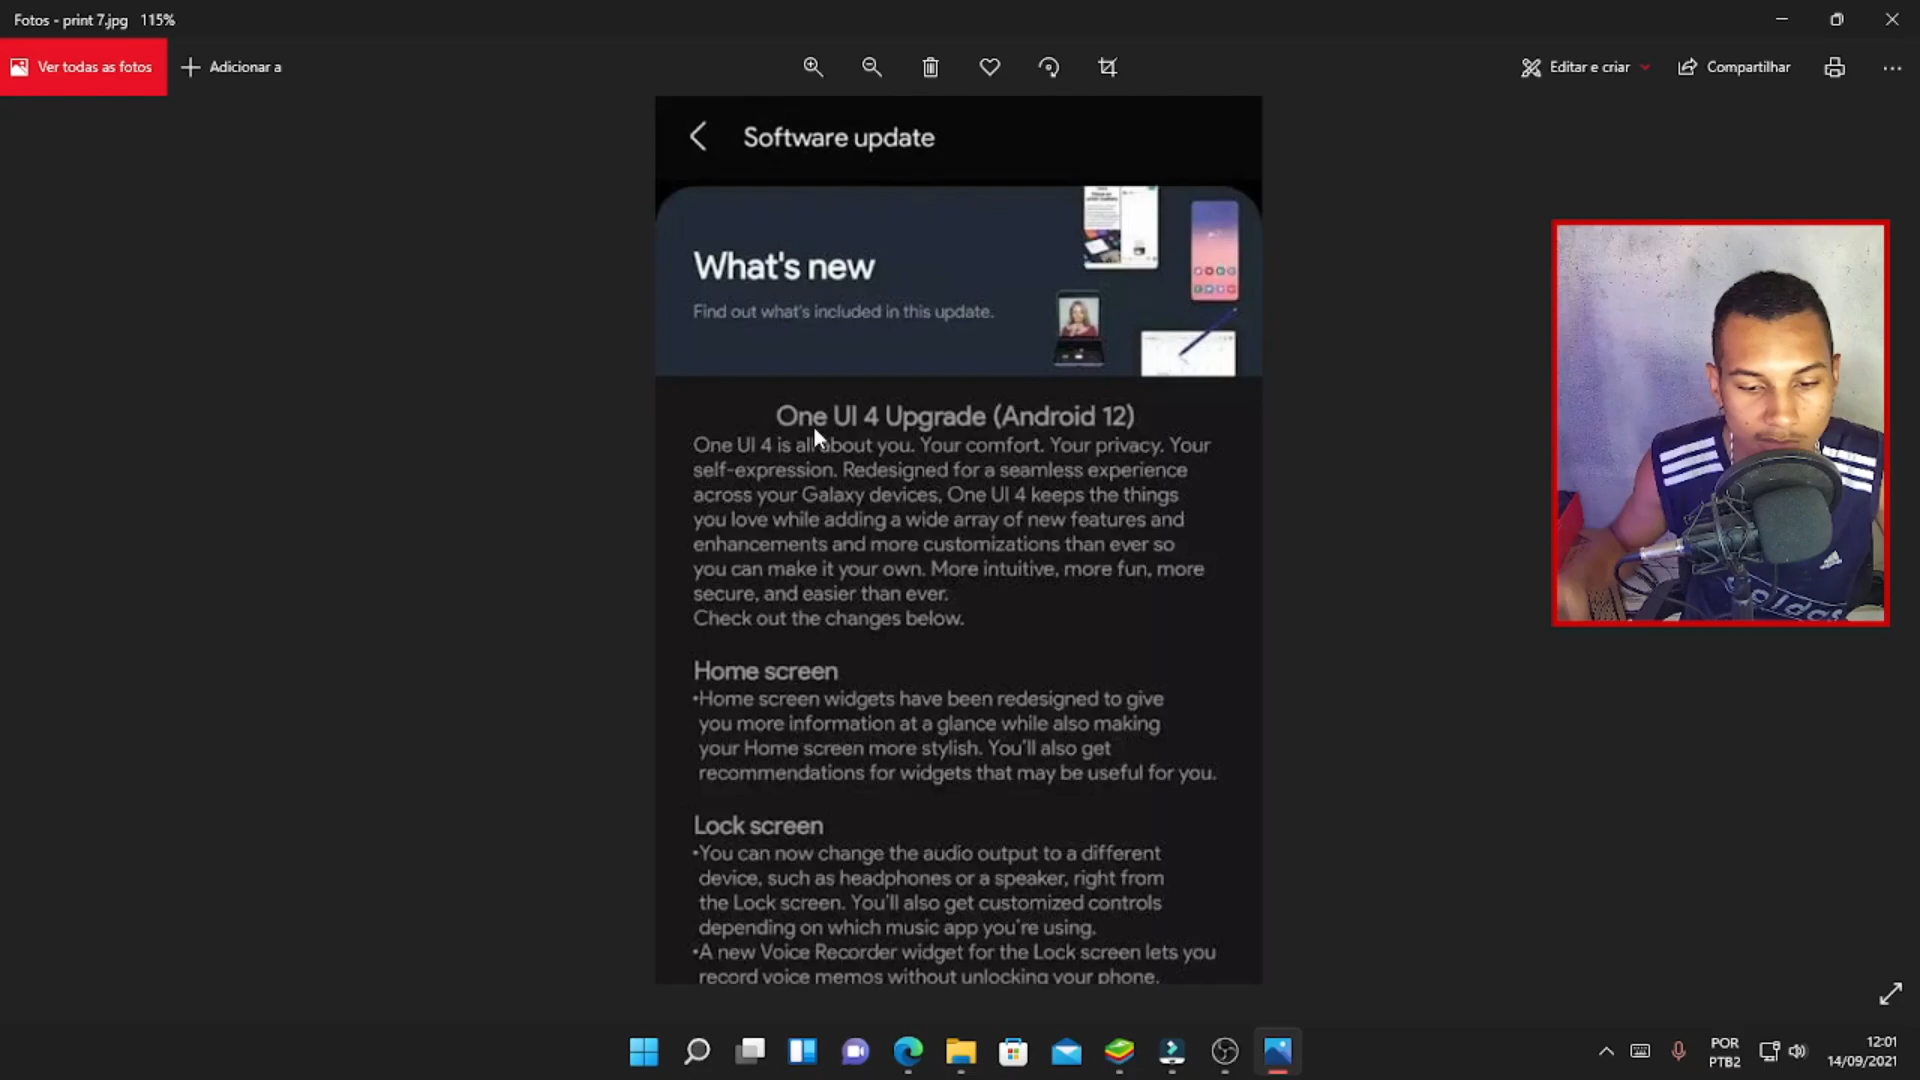 Fotos - print 7.jpg 115%
Ver todas as fotos
Adicionar a
Editar e criar
Compartilhar
Software update
What's new
Find out what's included in this update.
One UI 4 Upgrade (Android 12)
One UI 4 is all about you. Your comfort. Your privacy. Your
self-expression. Redesigned for a seamless experience
across your Galaxy devices, One UI 4 keeps the things
you love while adding a wide array of new features and
enhancements and more customizations than ever so
you can make it your own. More intuitive, more fun, more
secure, and easier than ever.
Check out the changes below.
Home screen
•Home screen widgets have been redesigned to give
you more information at a glance while also making
your Home screen more stylish. You'll also get
recommendations for widgets that may be useful for you.
Lock screen
•You can now change the audio output to a different
device, such as headphones or a speaker, right from
the Lock screen. You'll also get customized controls
depending on which music app you're using.
•A new Voice Recorder widget for the Lock screen lets you
record voice memos without unlocking your phone.
adidas
POR
PTB2
12:01
14/09/2021